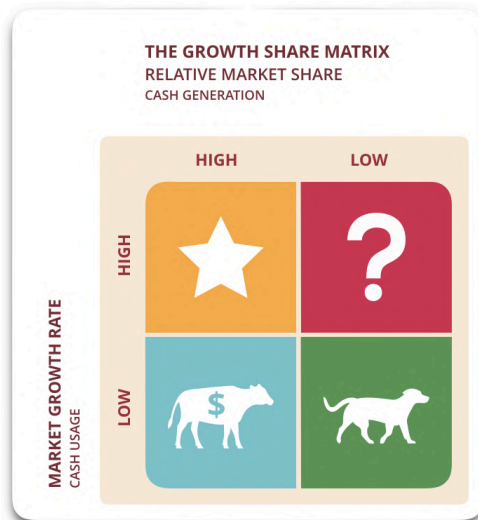 THE GROWTH SHARE MATRIX
RELATIVE MARKET SHARE
CASH GENERATION
HIGH
LOW
HIGH
?
LOW
$
MARKET GROWTH RATE
CASH USAGE